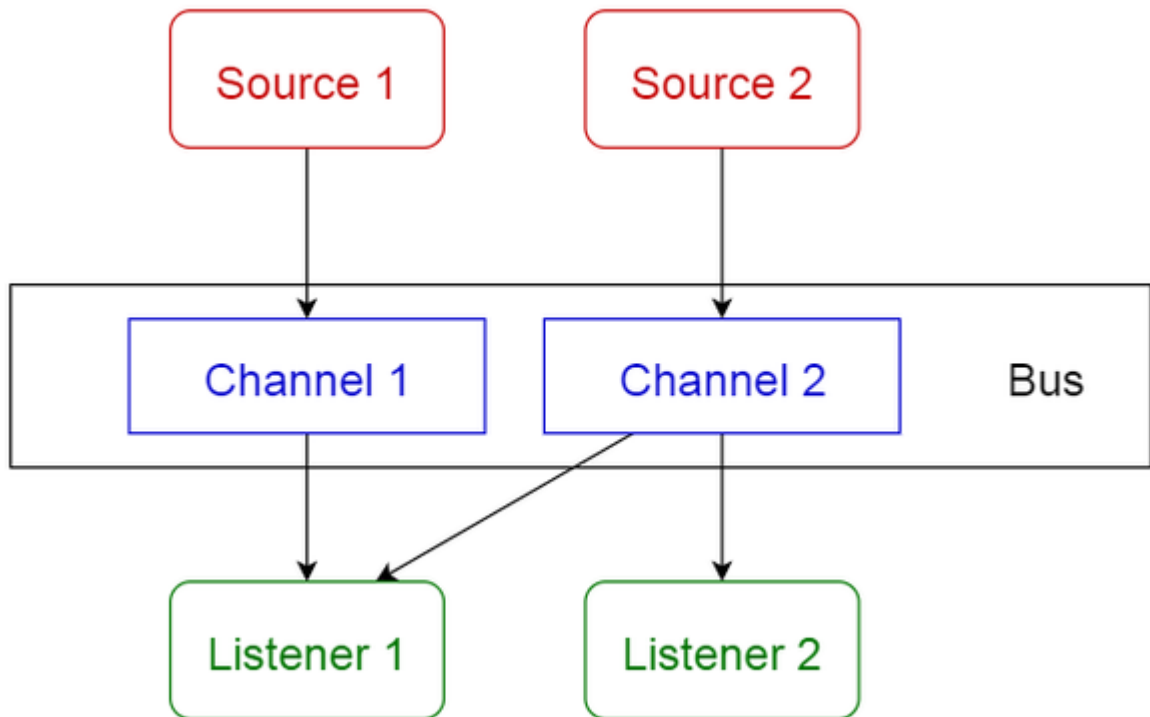 Source 1
Source 2
Channel 1
Channel 2
Bus
Listener 1
Listener 2